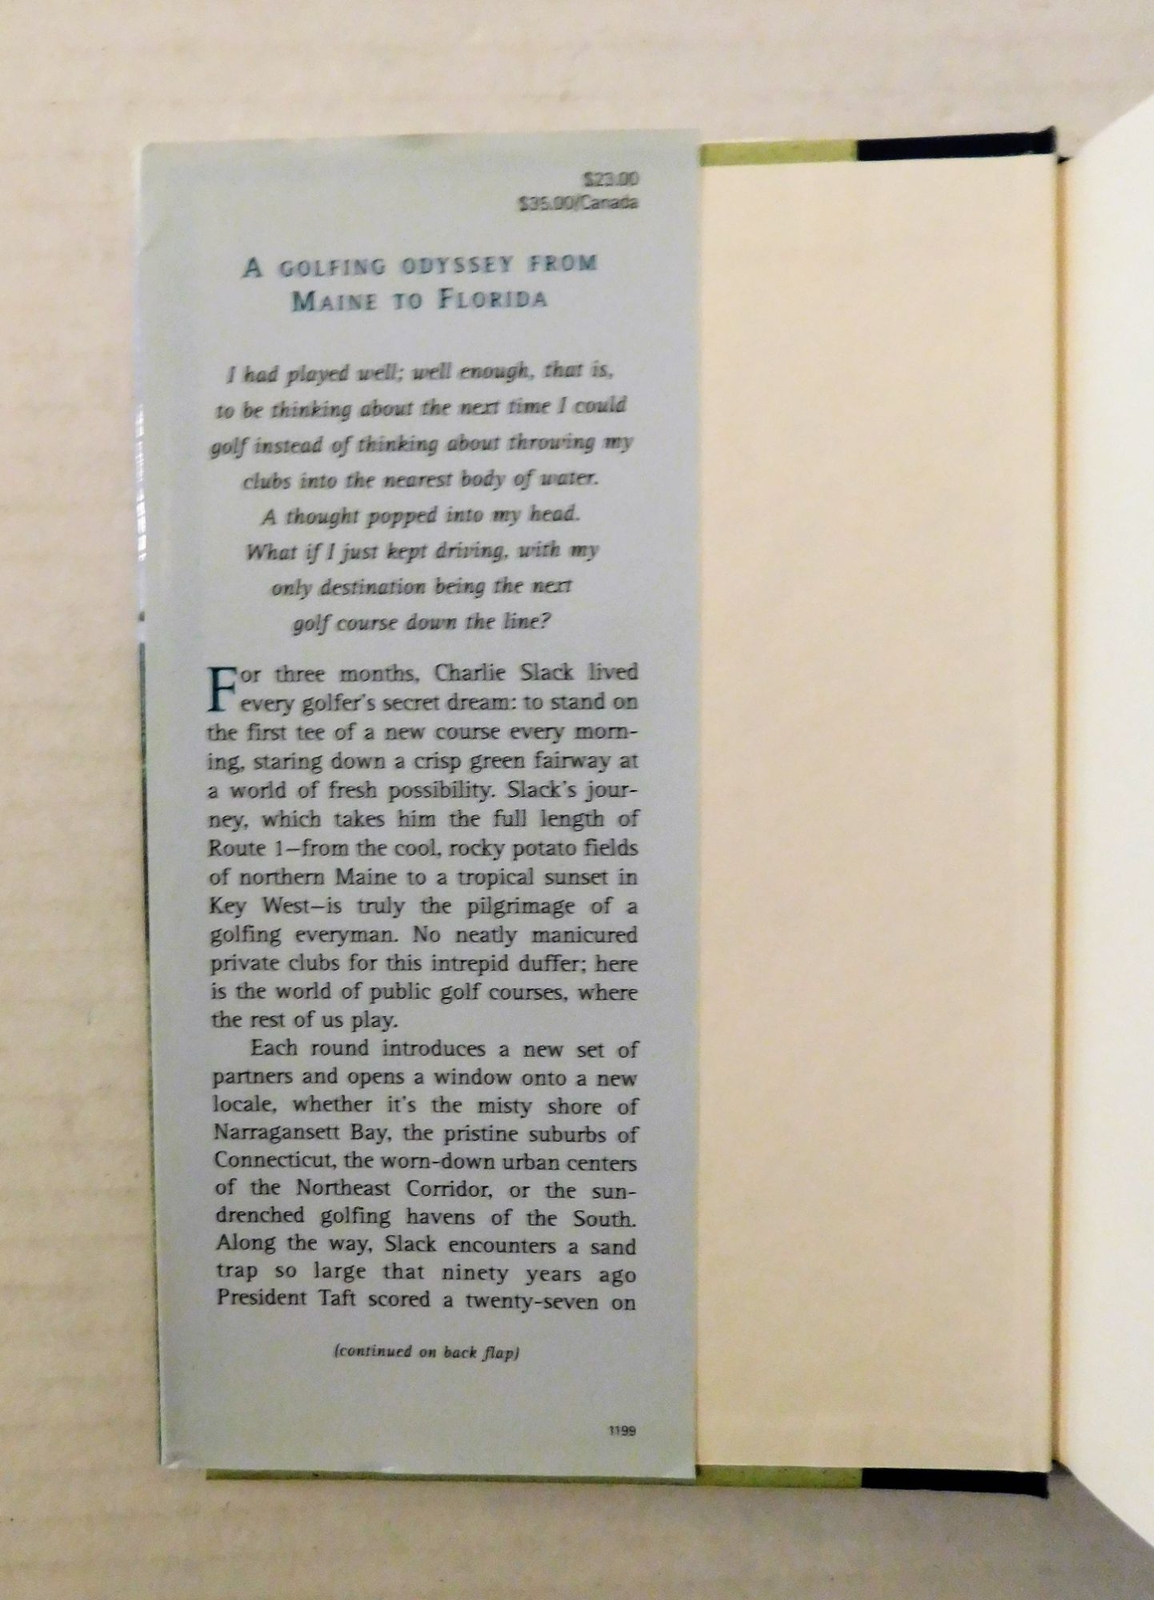 $23.00
$35.00/Canada
A GOLFING ODYSSEY FROM
MAINE TO FLORIDA
I had played well; well enough, that is,
to be thinking about the next time I could
golf instead of thinking about throwing my
clubs into the nearest body of water.
A thought popped into my head.
What if I just kept driving, with my
only destination being the next
golf course down the line?
For three months, Charlie Slack lived
every golfer's secret dream: to stand on
the first tee of a new course every morn-
ing, staring down a crisp green fairway at
a world of fresh possibility. Slack's jour-
ney, which takes him the full length of
Route 1—from the cool, rocky potato fields
of northern Maine to a tropical sunset in
Key West—is truly the pilgrimage of a
golfing everyman. No neatly manicured
private clubs for this intrepid duffer; here
is the world of public golf courses, where
the rest of us play.
Each round introduces a new set of
partners and opens a window onto a new
locale, whether it's the misty shore of
Narragansett Bay, the pristine suburbs of
Connecticut, the worn-down urban centers
of the Northeast Corridor, or the sun-
drenched golfing havens of the South.
Along the way, Slack encounters a sand
trap so large that ninety years ago
President Taft scored a twenty-seven on
(continued on back flap)
1199